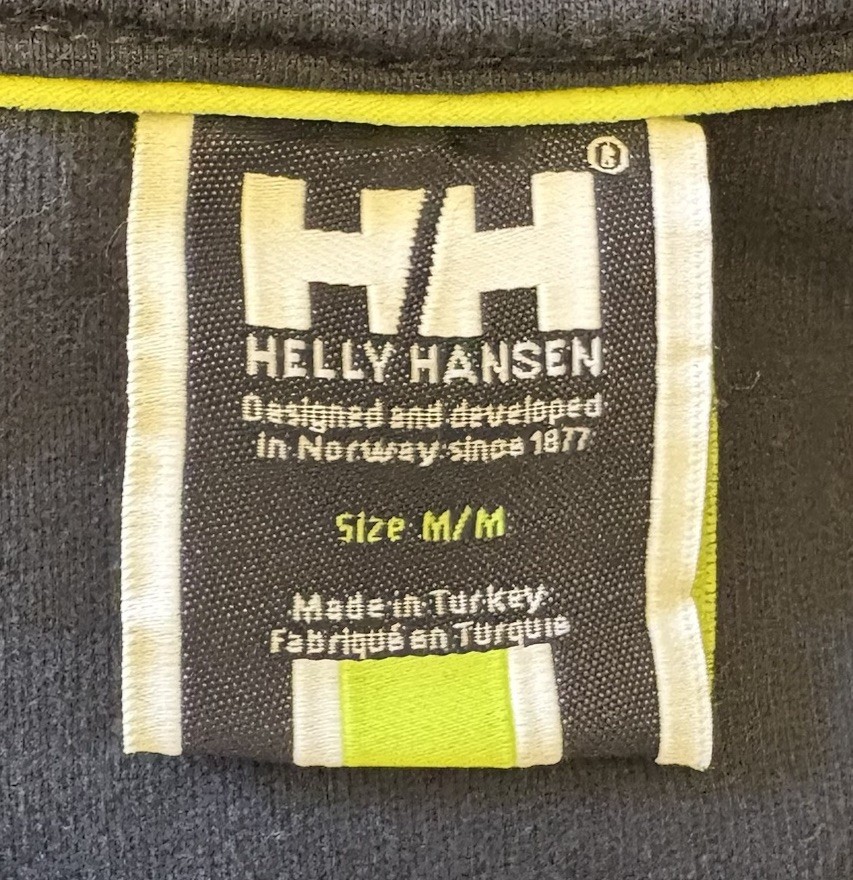 HH®
HELLY HANSEN
Designed and developed
in Norway since 1877
Size M/M
Made in Turkey
Fabriqué en Turquie